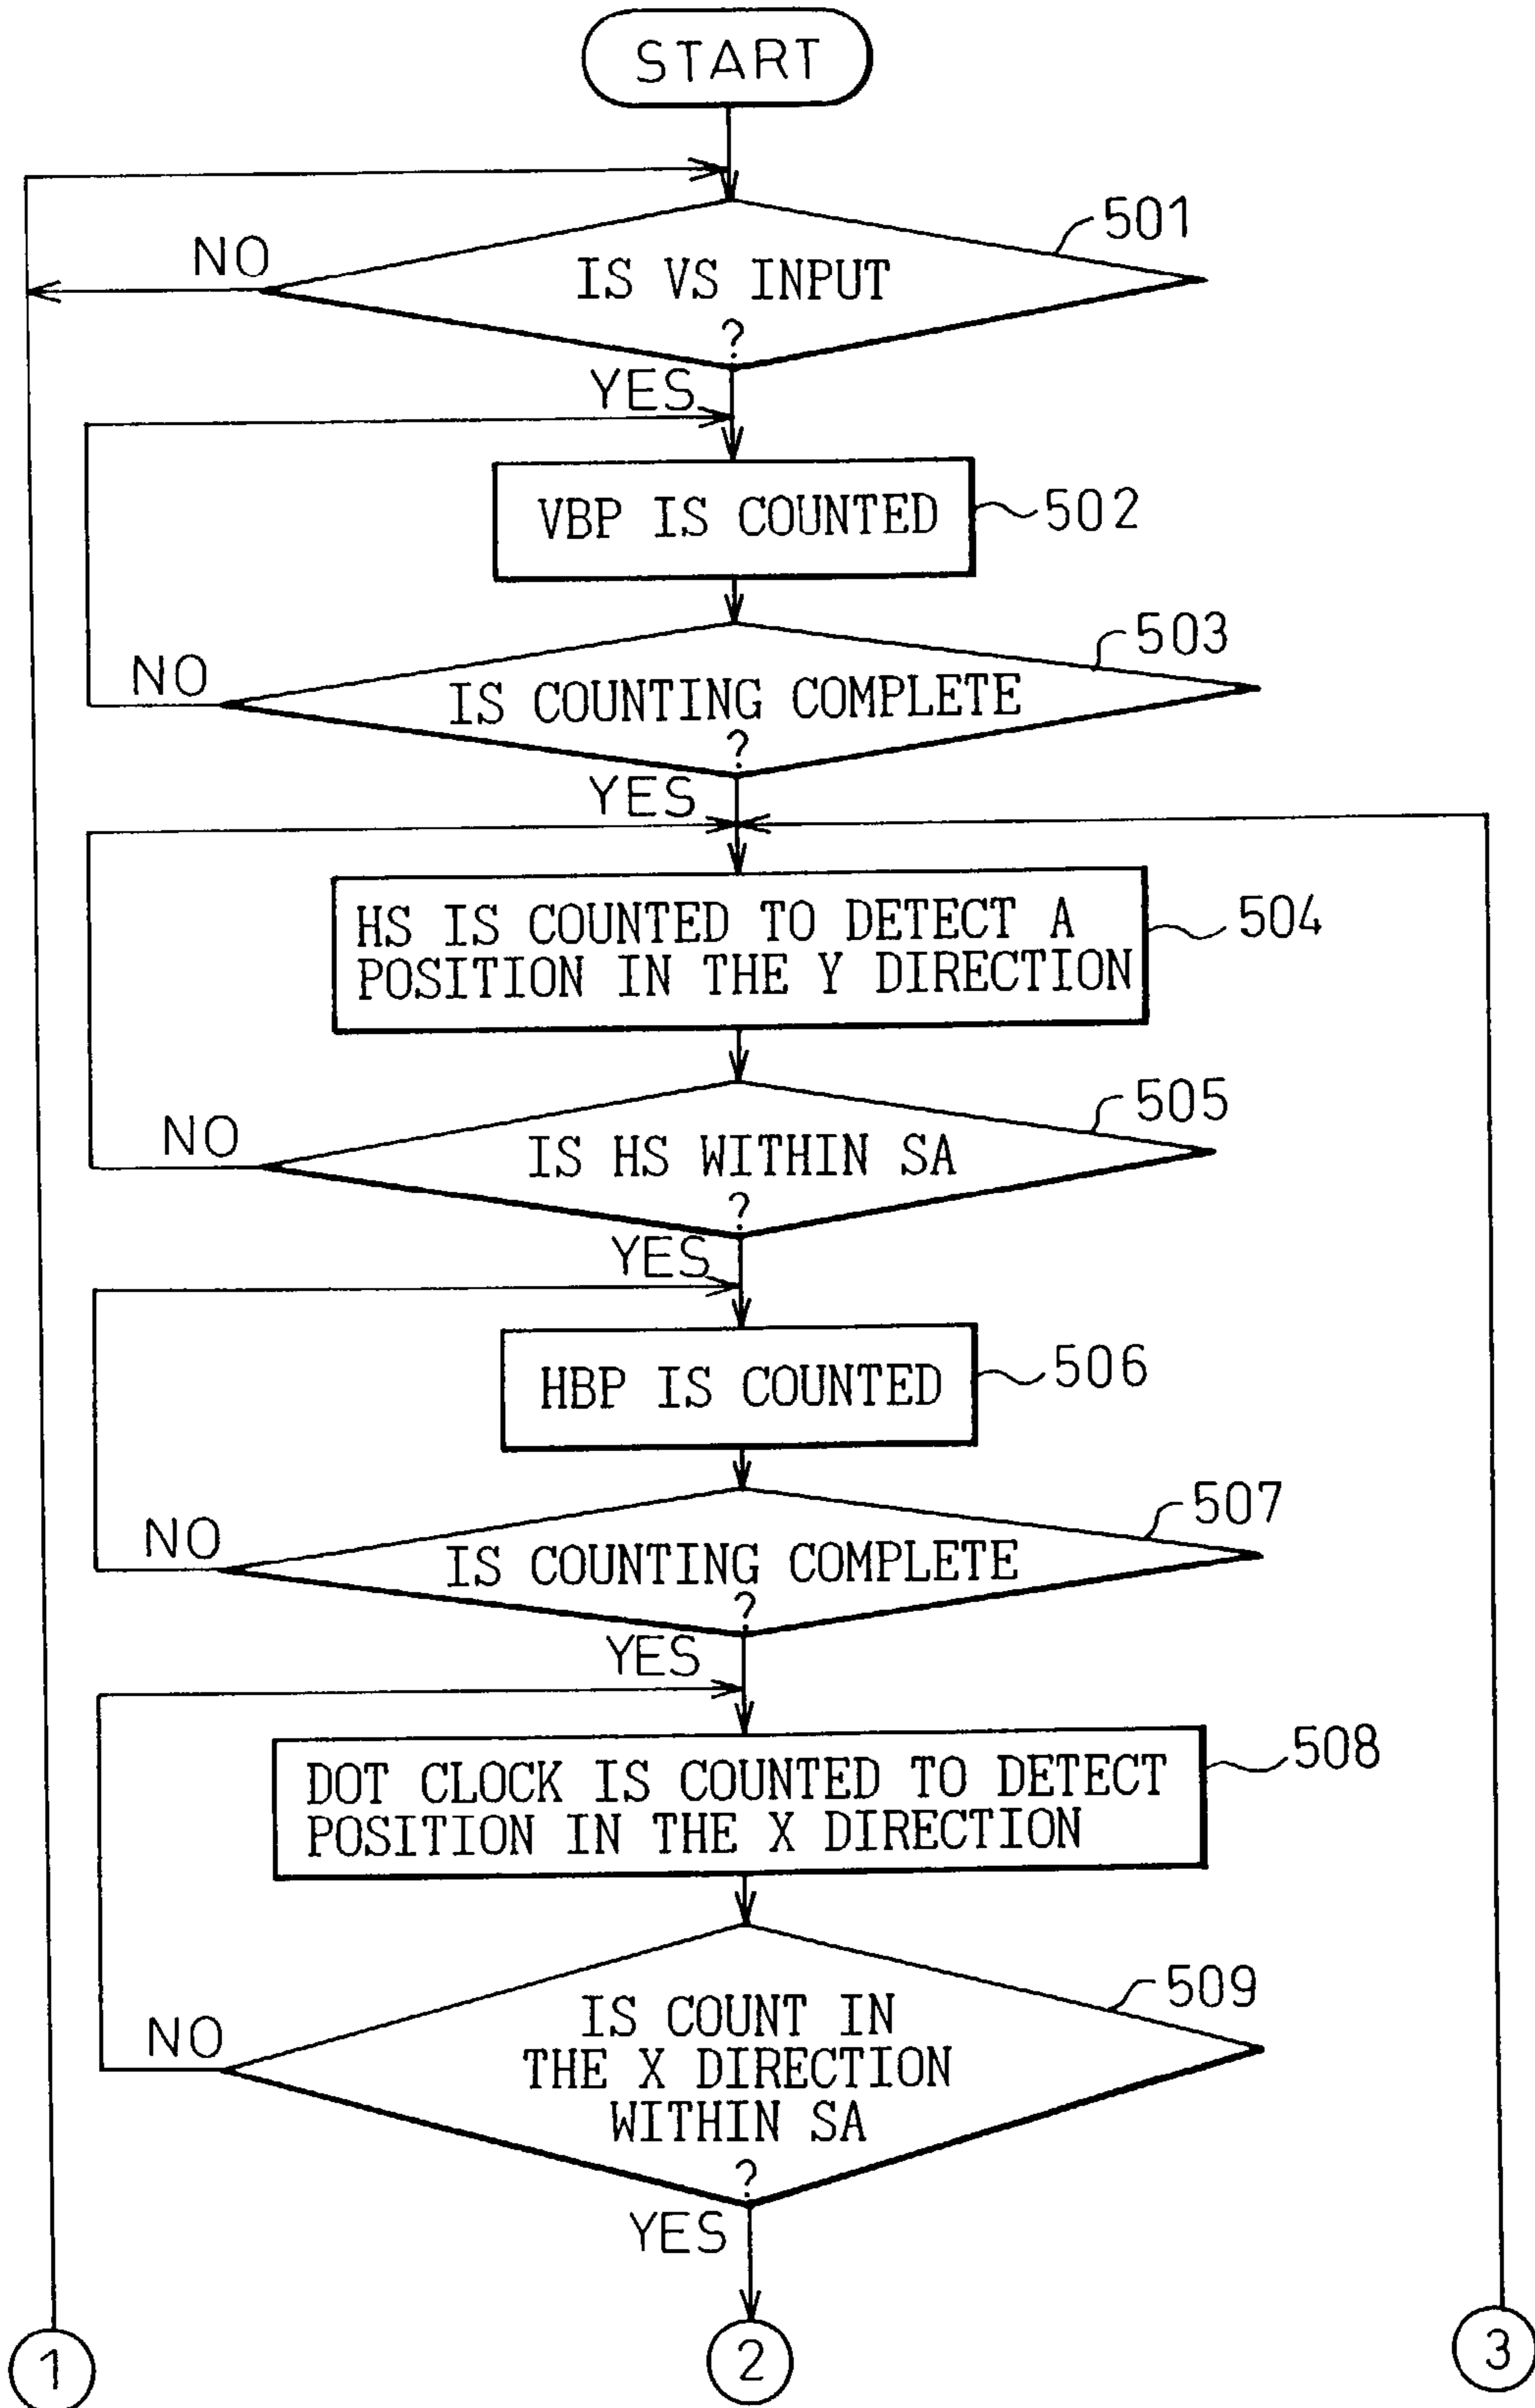 START
501
NO
IS VS INPUT
?
YES
VBP IS COUNTED
502
503
NO
IS COUNTING COMPLETE
?
YES
HS IS COUNTED TO DETECT A
POSITION IN THE Y DIRECTION
504
505
NO
IS HS WITHIN SA
?
YES
HBP IS COUNTED
506
507
NO
IS COUNTING COMPLETE
?
YES
DOT CLOCK IS COUNTED TO DETECT
POSITION IN THE X DIRECTION
508
509
NO
IS COUNT IN
THE X DIRECTION
WITHIN SA
?
YES
1
2
3